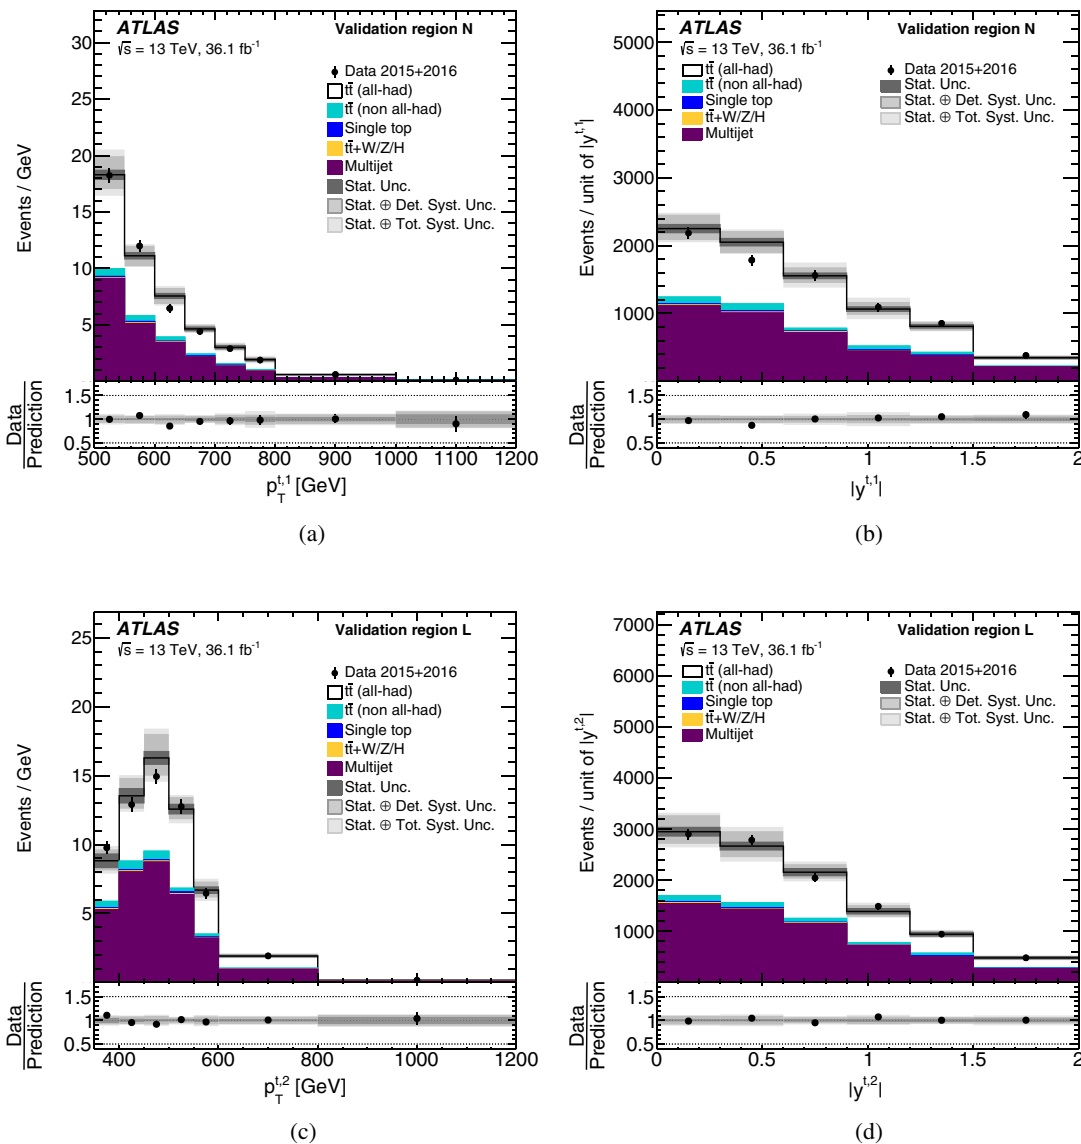 ATLAS Validation region N
√s = 13 TeV, 36.1 fb⁻¹
Data 2015+2016
tt̄ (all-had)
tt̄ (non all-had)
Single top
tt̄+W/Z/H
Multijet
Stat. Unc.
Stat. ⊕ Det. Syst. Unc.
Stat. ⊕ Tot. Syst. Unc.
Events / GeV
30
25
20
15
10
5
Data
Prediction
1.5
1
0.5
500 600 700 800 900 1000 1100 1200
p_T^{t,1} [GeV]
(a)
ATLAS Validation region N
√s = 13 TeV, 36.1 fb⁻¹
tt̄ (all-had)
tt̄ (non all-had)
Single top
tt̄+W/Z/H
Multijet
Data 2015+2016
Stat. Unc.
Stat. ⊕ Det. Syst. Unc.
Stat. ⊕ Tot. Syst. Unc.
Events / unit of |y^{t,1}|
5000
4000
3000
2000
1000
Data
Prediction
1.5
1
0.5
0 0.5 1 1.5 2
|y^{t,1}|
(b)
ATLAS Validation region L
√s = 13 TeV, 36.1 fb⁻¹
Data 2015+2016
tt̄ (all-had)
tt̄ (non all-had)
Single top
tt̄+W/Z/H
Multijet
Stat. Unc.
Stat. ⊕ Det. Syst. Unc.
Stat. ⊕ Tot. Syst. Unc.
Events / GeV
25
20
15
10
5
Data
Prediction
1.5
1
0.5
400 600 800 1000 1200
p_T^{t,2} [GeV]
(c)
ATLAS Validation region L
√s = 13 TeV, 36.1 fb⁻¹
tt̄ (all-had)
tt̄ (non all-had)
Single top
tt̄+W/Z/H
Multijet
Data 2015+2016
Stat. Unc.
Stat. ⊕ Det. Syst. Unc.
Stat. ⊕ Tot. Syst. Unc.
Events / unit of |y^{t,2}|
7000
6000
5000
4000
3000
2000
1000
Data
Prediction
1.5
1
0.5
0 0.5 1 1.5 2
|y^{t,2}|
(d)